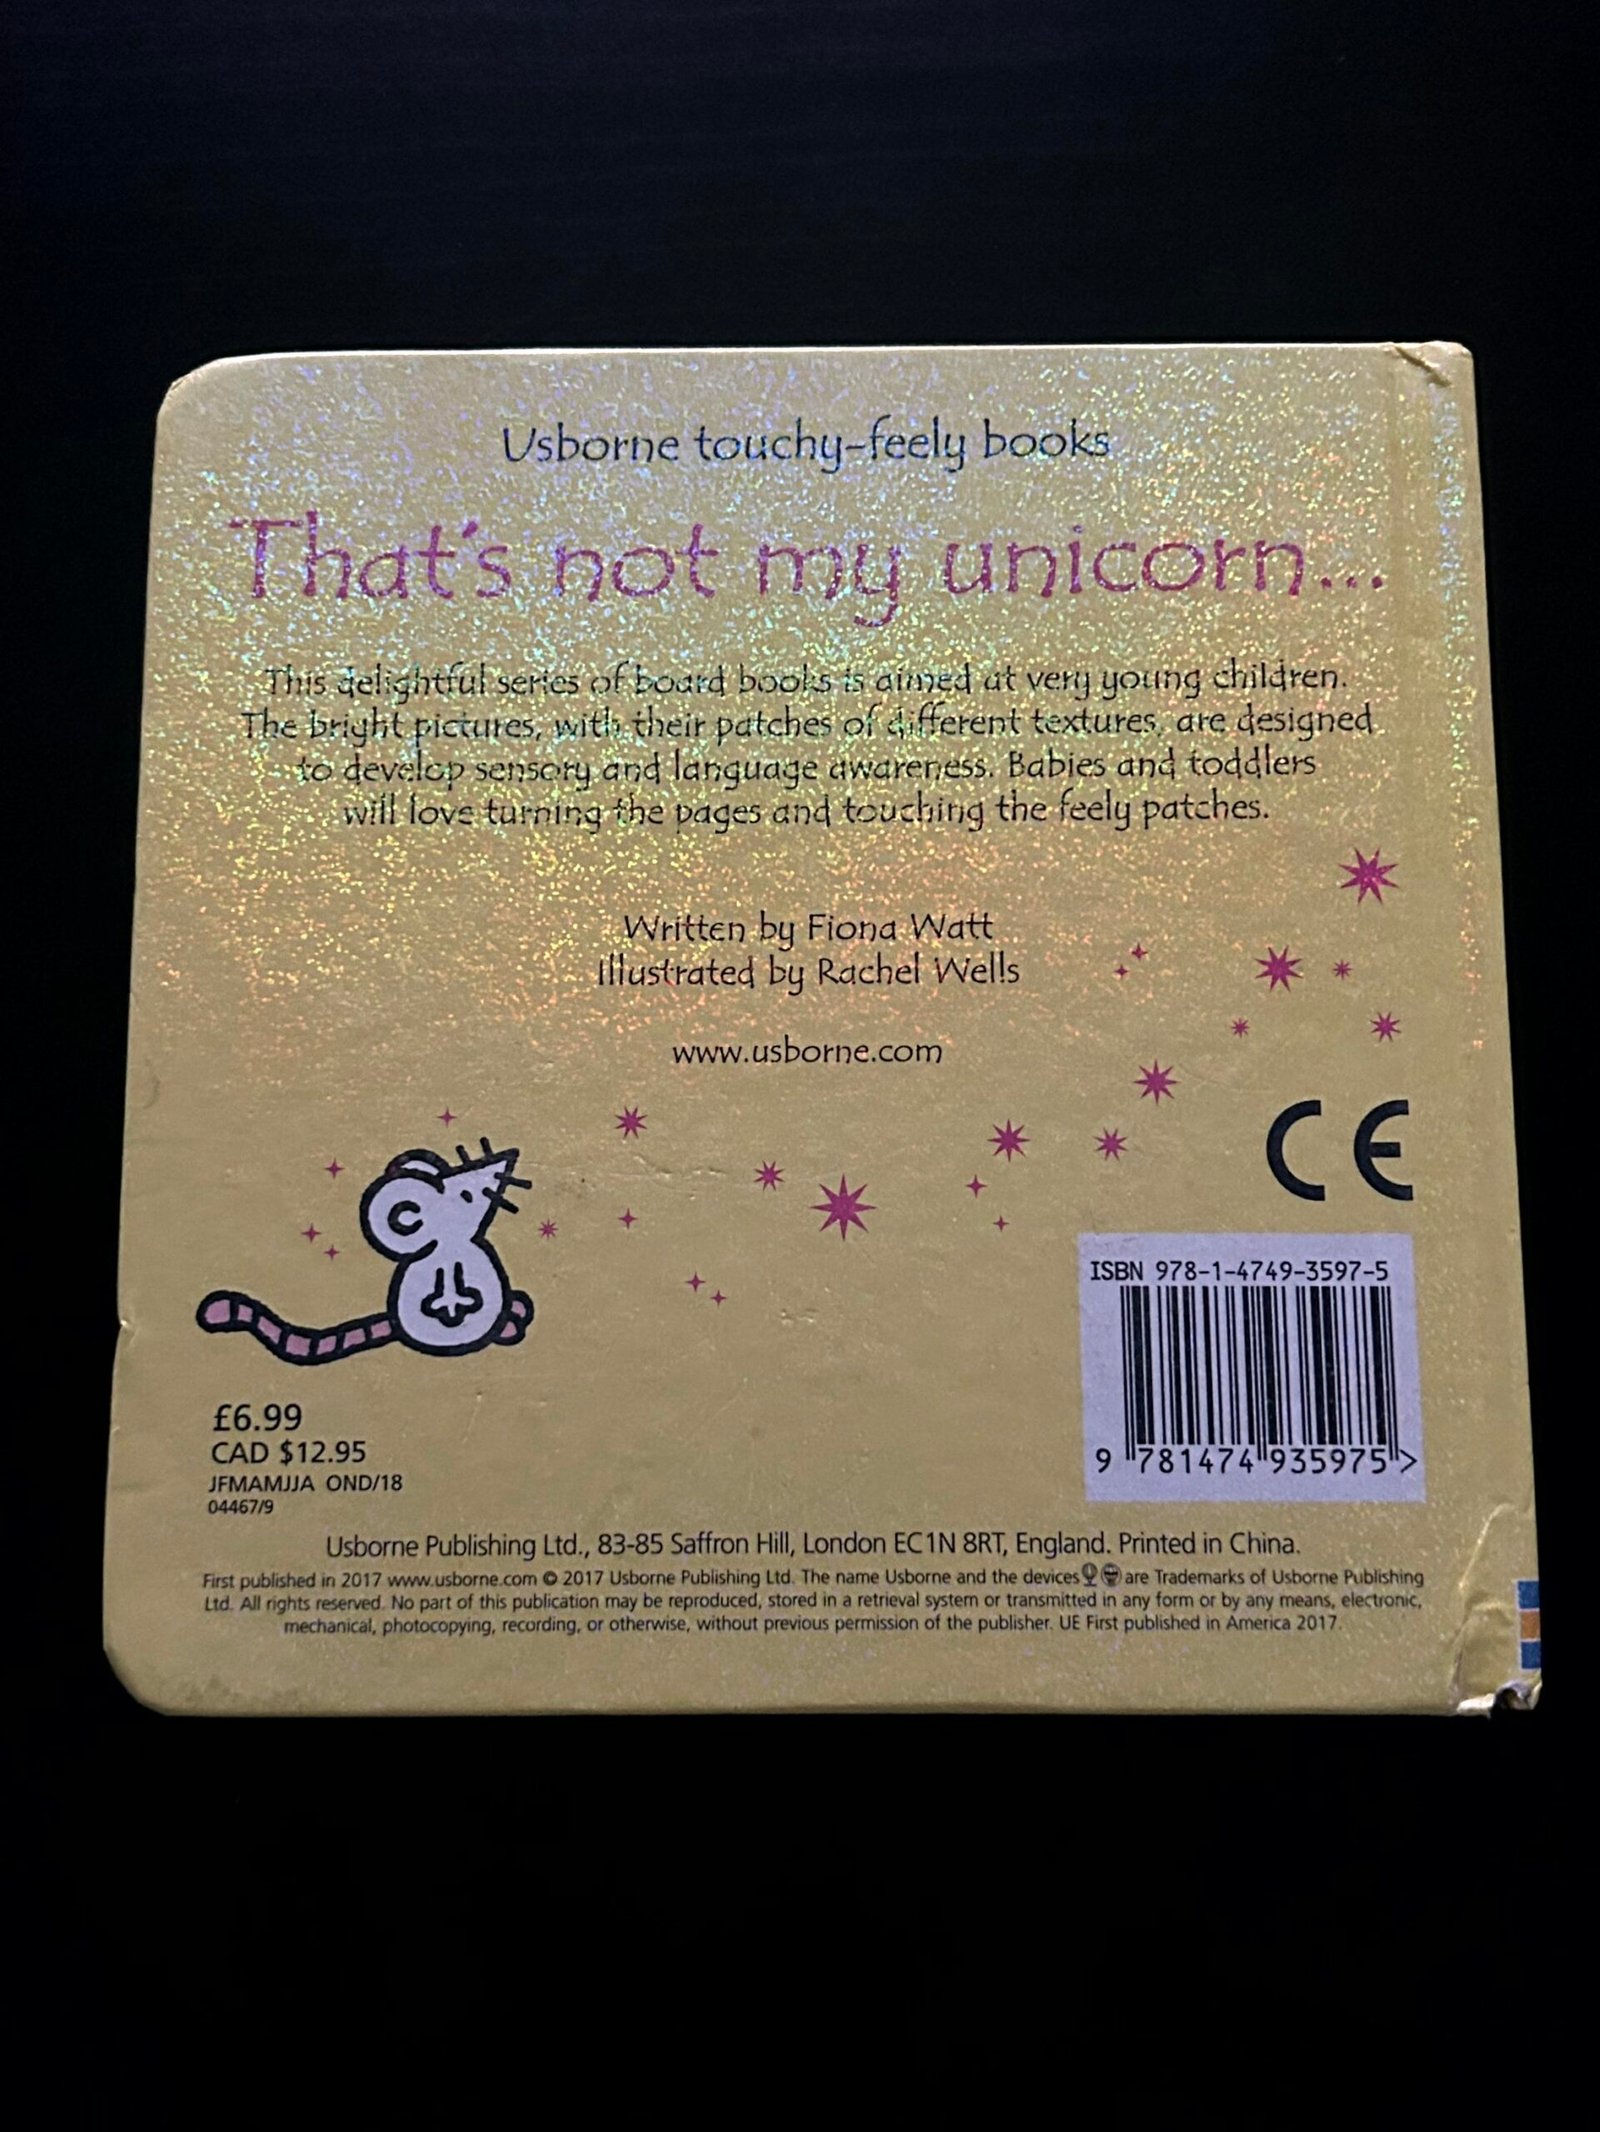 Usborne touchy-feely books
That's not my unicorn...
This delightful series of board books is aimed at very young children.
The bright pictures, with their patches of different textures, are designed
to develop sensory and language awareness. Babies and toddlers
will love turning the pages and touching the feely patches.
Written by Fiona Watt
Illustrated by Rachel Wells
www.usborne.com
CE
ISBN 978-1-4749-3597-5
9 781474 935975 >
£6.99
CAD $12.95
JFMAMJJA OND/18
04467/9
Usborne Publishing Ltd., 83-85 Saffron Hill, London EC1N 8RT, England. Printed in China.
First published in 2017 www.usborne.com © 2017 Usborne Publishing Ltd. The name Usborne and the devices are Trademarks of Usborne Publishing
Ltd. All rights reserved. No part of this publication may be reproduced, stored in a retrieval system or transmitted in any form or by any means, electronic,
mechanical, photocopying, recording, or otherwise, without previous permission of the publisher. UE First published in America 2017.